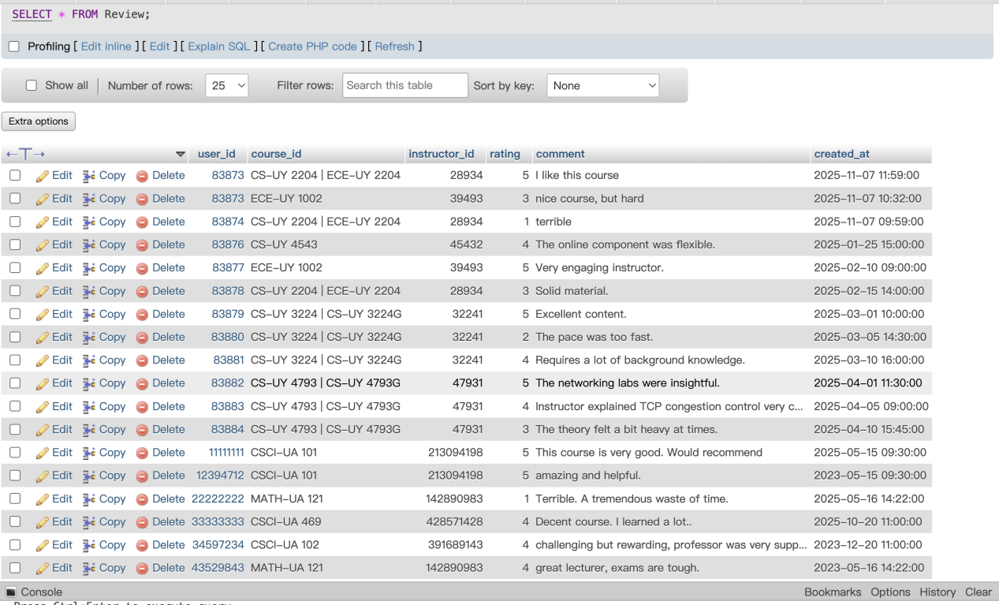 SELECT * FROM Review;
Profiling [ Edit inline ] [ Edit ] [ Explain SQL ] [ Create PHP code ] [ Refresh ]
Show all Number of rows: 25 Filter rows: Search this table Sort by key: None
Extra options
←T→ user_id course_id instructor_id rating comment created_at
Edit Copy Delete 83873 CS-UY 2204 | ECE-UY 2204 28934 5 I like this course 2025-11-07 11:59:00
Edit Copy Delete 83873 ECE-UY 1002 39493 3 nice course, but hard 2025-11-07 10:32:00
Edit Copy Delete 83874 CS-UY 2204 | ECE-UY 2204 28934 1 terrible 2025-11-07 09:59:00
Edit Copy Delete 83876 CS-UY 4543 45432 4 The online component was flexible. 2025-01-25 15:00:00
Edit Copy Delete 83877 ECE-UY 1002 39493 5 Very engaging instructor. 2025-02-10 09:00:00
Edit Copy Delete 83878 CS-UY 2204 | ECE-UY 2204 28934 3 Solid material. 2025-02-15 14:00:00
Edit Copy Delete 83879 CS-UY 3224 | CS-UY 3224G 32241 5 Excellent content. 2025-03-01 10:00:00
Edit Copy Delete 83880 CS-UY 3224 | CS-UY 3224G 32241 2 The pace was too fast. 2025-03-05 14:30:00
Edit Copy Delete 83881 CS-UY 3224 | CS-UY 3224G 32241 4 Requires a lot of background knowledge. 2025-03-10 16:00:00
Edit Copy Delete 83882 CS-UY 4793 | CS-UY 4793G 47931 5 The networking labs were insightful. 2025-04-01 11:30:00
Edit Copy Delete 83883 CS-UY 4793 | CS-UY 4793G 47931 4 Instructor explained TCP congestion control very c... 2025-04-05 09:00:00
Edit Copy Delete 83884 CS-UY 4793 | CS-UY 4793G 47931 3 The theory felt a bit heavy at times. 2025-04-10 15:45:00
Edit Copy Delete 11111111 CSCI-UA 101 213094198 5 This course is very good. Would recommend 2025-05-15 09:30:00
Edit Copy Delete 12394712 CSCI-UA 101 213094198 5 amazing and helpful. 2023-05-15 09:30:00
Edit Copy Delete 22222222 MATH-UA 121 142890983 1 Terrible. A tremendous waste of time. 2025-05-16 14:22:00
Edit Copy Delete 33333333 CSCI-UA 469 428571428 4 Decent course. I learned a lot.. 2025-10-20 11:00:00
Edit Copy Delete 34597234 CSCI-UA 102 391689143 4 challenging but rewarding, professor was very supp... 2023-12-20 11:00:00
Edit Copy Delete 43529843 MATH-UA 121 142890983 4 great lecturer, exams are tough. 2023-05-16 14:22:00
Console Bookmarks Options History Clear
Press Ctrl+Enter to execute query